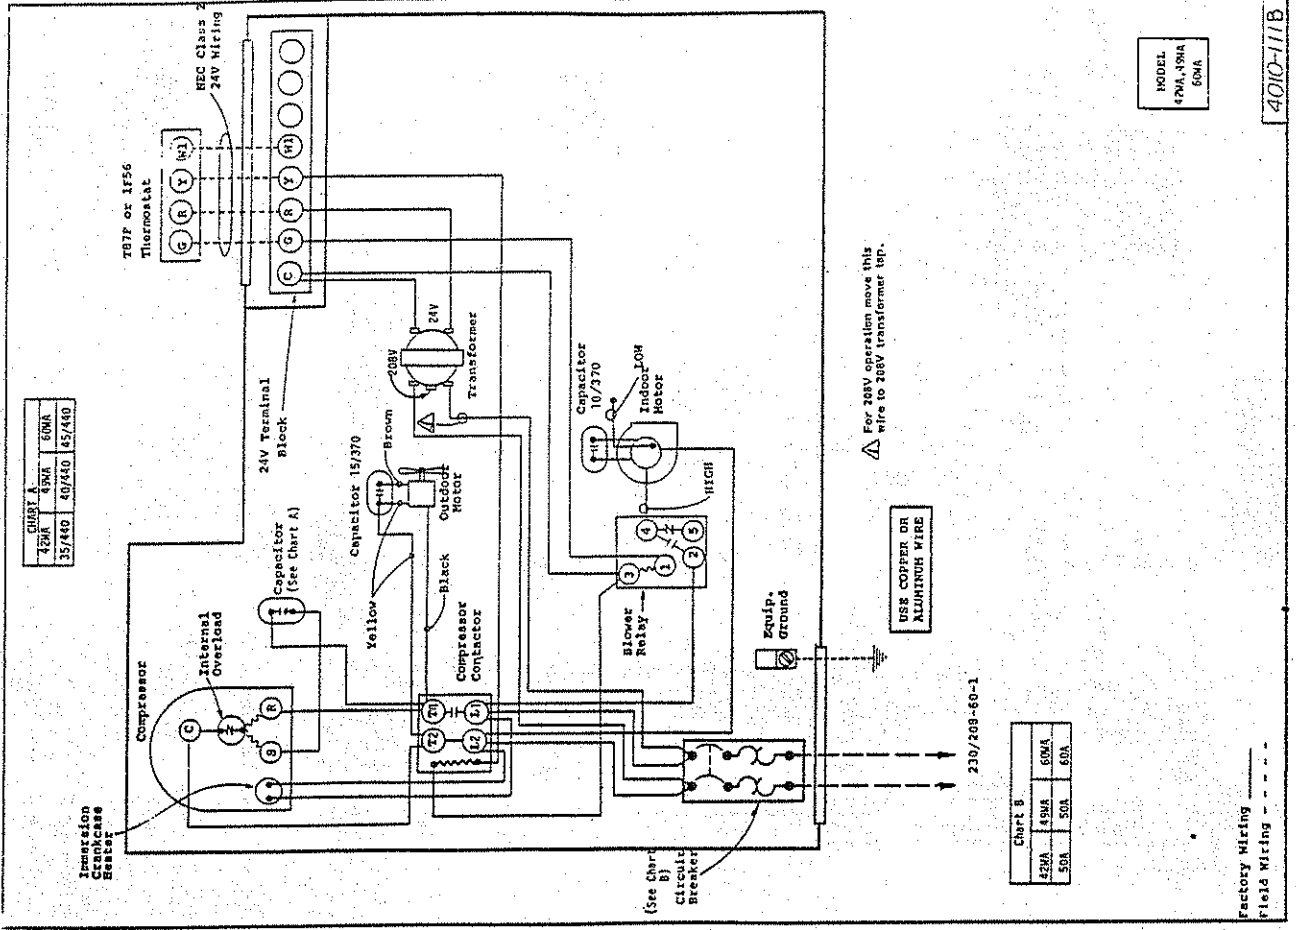 CHART A
42WA 49WA 60WA
35/440 40/440 45/440
T87F or 1F56
Thermostat
G R Y W1
NEC Class 2
24V Wiring
C G R Y W1
24V Terminal
Block
Compressor
Internal
Overload
C
S
R
Immersion
Crankcase
Heater
Capacitor
(See Chart A)
Capacitor 15/370
Brown
Yellow
Black
Outdoor
Motor
208V
24V
Transformer
Compressor
Contactor
T1
L1
T2
L2
Capacitor
10/370
LOW
Indoor
Motor
HIGH
Blower
Relay
4
5
3
1
2
Equip.
Ground
(See Chart
B)
Circuit
Breaker
For 208V operation move this
wire to 208V transformer tap.
USE COPPER OR
ALUMINUM WIRE
230/208-60-1
Chart B
42WA 49WA 60WA
50A 50A 60A
MODEL
42WA,49WA
60WA
4010-111B
Factory Wiring
Field Wiring